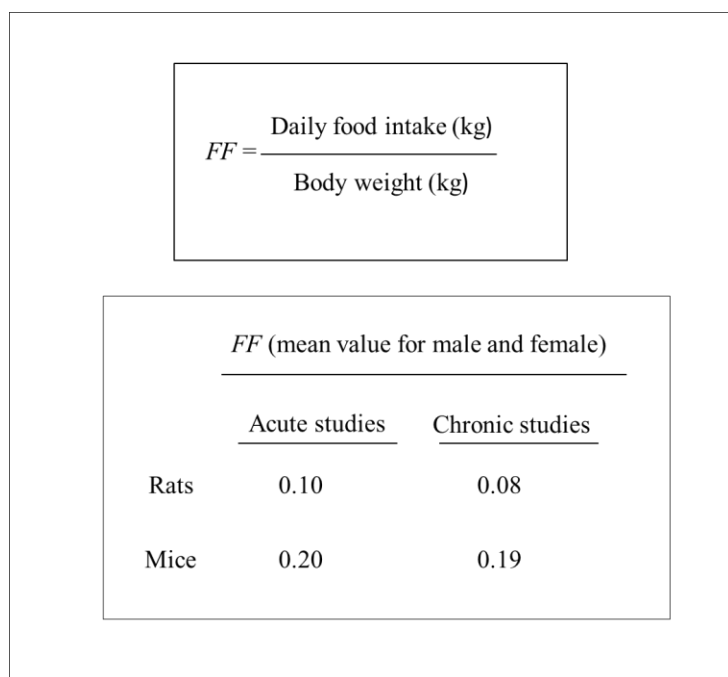 FF = Daily food intake (kg)
Body weight (kg)
FF (mean value for male and female)
Acute studies Chronic studies
Rats 0.10 0.08
Mice 0.20 0.19